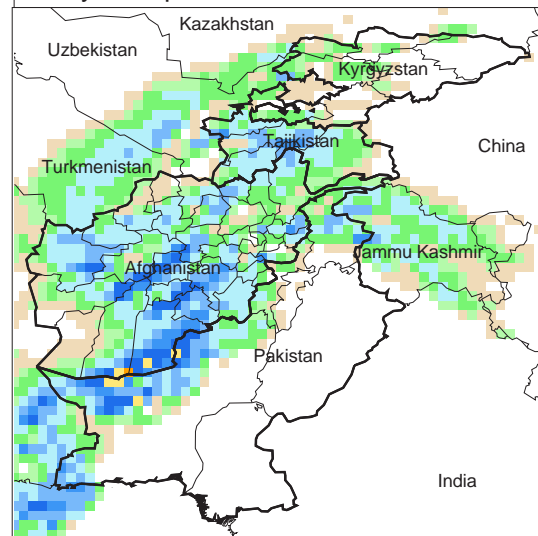 Kazakhstan
Uzbekistan
Kyrgyzstan
Tajikistan
China
Turkmenistan
Jammu Kashmir
Afghanistan
Pakistan
India